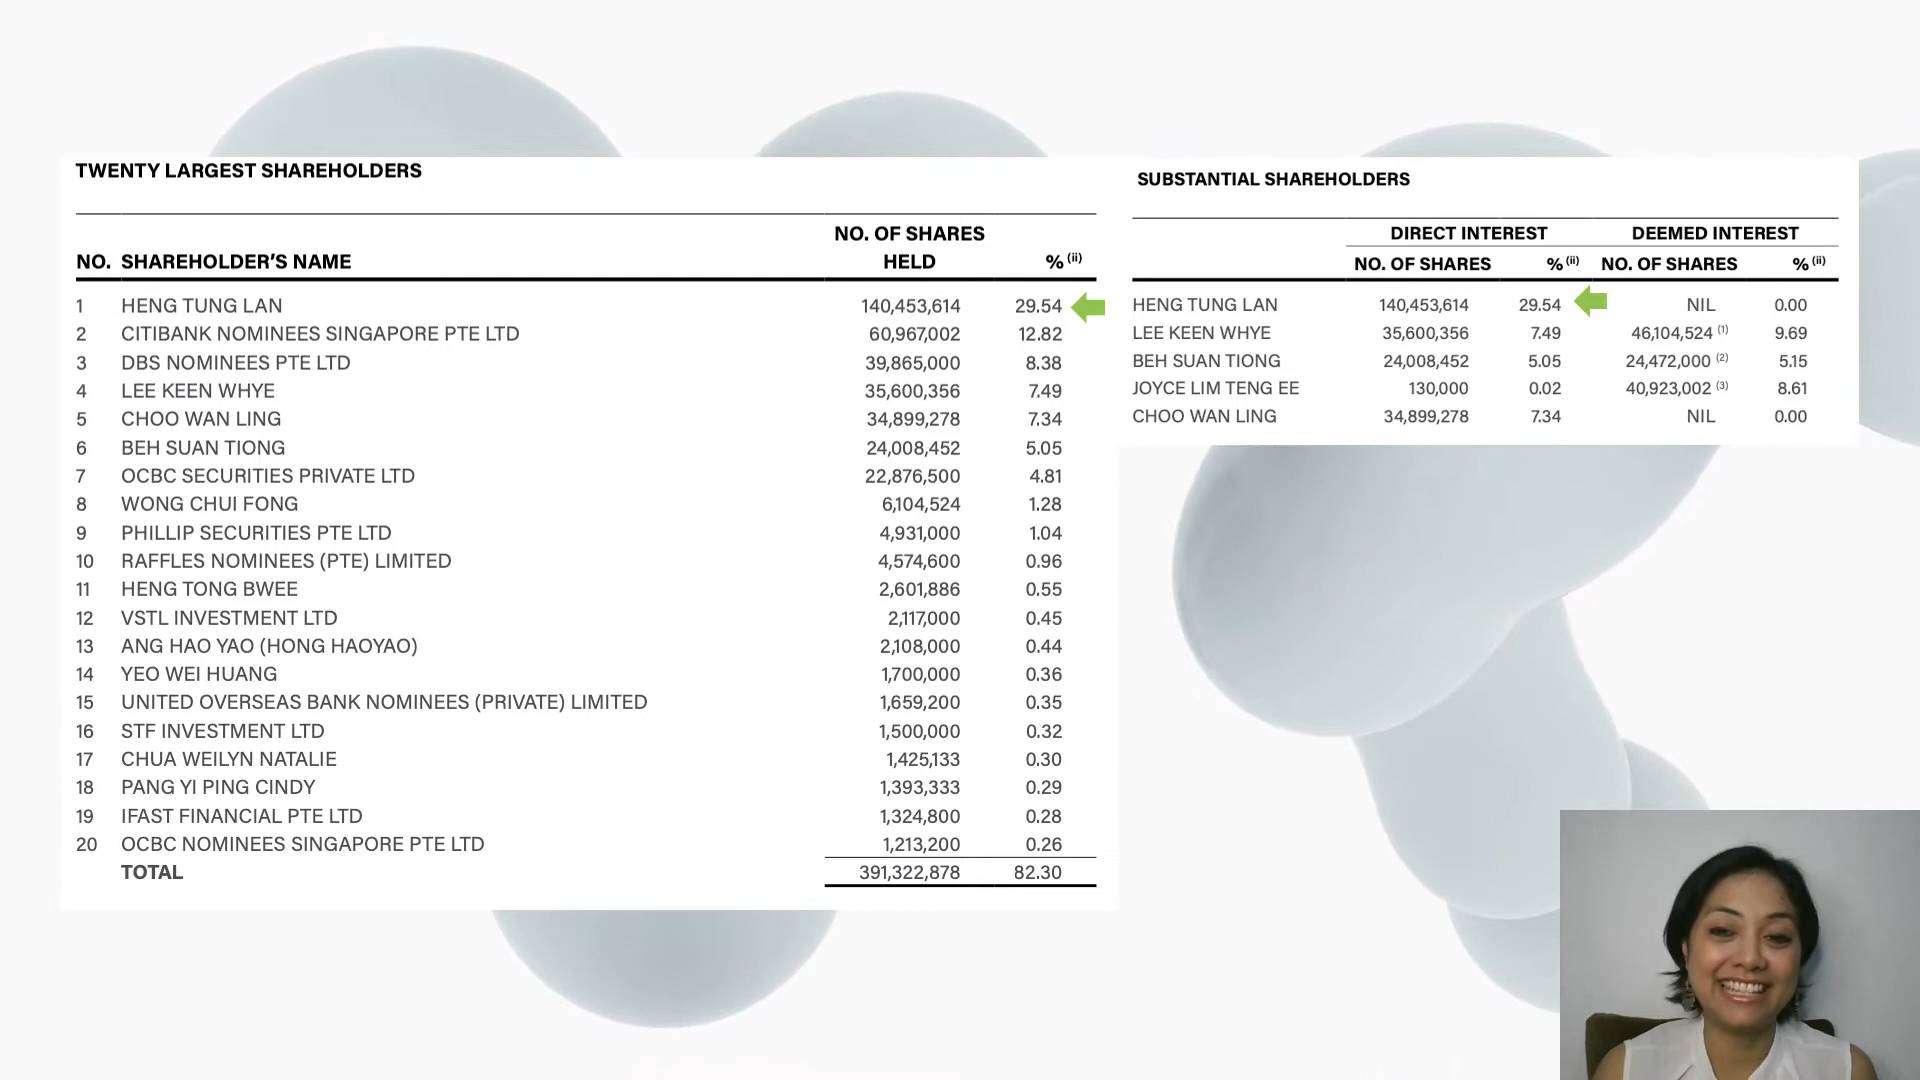 TWENTY LARGEST SHAREHOLDERS
NO. OF SHARES
NO. SHAREHOLDER'S NAME HELD % (ii)
1 HENG TUNG LAN 140,453,614 29.54
2 CITIBANK NOMINEES SINGAPORE PTE LTD 60,967,002 12.82
3 DBS NOMINEES PTE LTD 39,865,000 8.38
4 LEE KEEN WHYE 35,600,356 7.49
5 CHOO WAN LING 34,899,278 7.34
6 BEH SUAN TIONG 24,008,452 5.05
7 OCBC SECURITIES PRIVATE LTD 22,876,500 4.81
8 WONG CHUI FONG 6,104,524 1.28
9 PHILLIP SECURITIES PTE LTD 4,931,000 1.04
10 RAFFLES NOMINEES (PTE) LIMITED 4,574,600 0.96
11 HENG TONG BWEE 2,601,886 0.55
12 VSTL INVESTMENT LTD 2,117,000 0.45
13 ANG HAO YAO (HONG HAOYAO) 2,108,000 0.44
14 YEO WEI HUANG 1,700,000 0.36
15 UNITED OVERSEAS BANK NOMINEES (PRIVATE) LIMITED 1,659,200 0.35
16 STF INVESTMENT LTD 1,500,000 0.32
17 CHUA WEILYN NATALIE 1,425,133 0.30
18 PANG YI PING CINDY 1,393,333 0.29
19 IFAST FINANCIAL PTE LTD 1,324,800 0.28
20 OCBC NOMINEES SINGAPORE PTE LTD 1,213,200 0.26
TOTAL 391,322,878 82.30
SUBSTANTIAL SHAREHOLDERS
DIRECT INTEREST DEEMED INTEREST
NO. OF SHARES % (ii) NO. OF SHARES % (ii)
HENG TUNG LAN 140,453,614 29.54 NIL 0.00
LEE KEEN WHYE 35,600,356 7.49 46,104,524 (1) 9.69
BEH SUAN TIONG 24,008,452 5.05 24,472,000 (2) 5.15
JOYCE LIM TENG EE 130,000 0.02 40,923,002 (3) 8.61
CHOO WAN LING 34,899,278 7.34 NIL 0.00